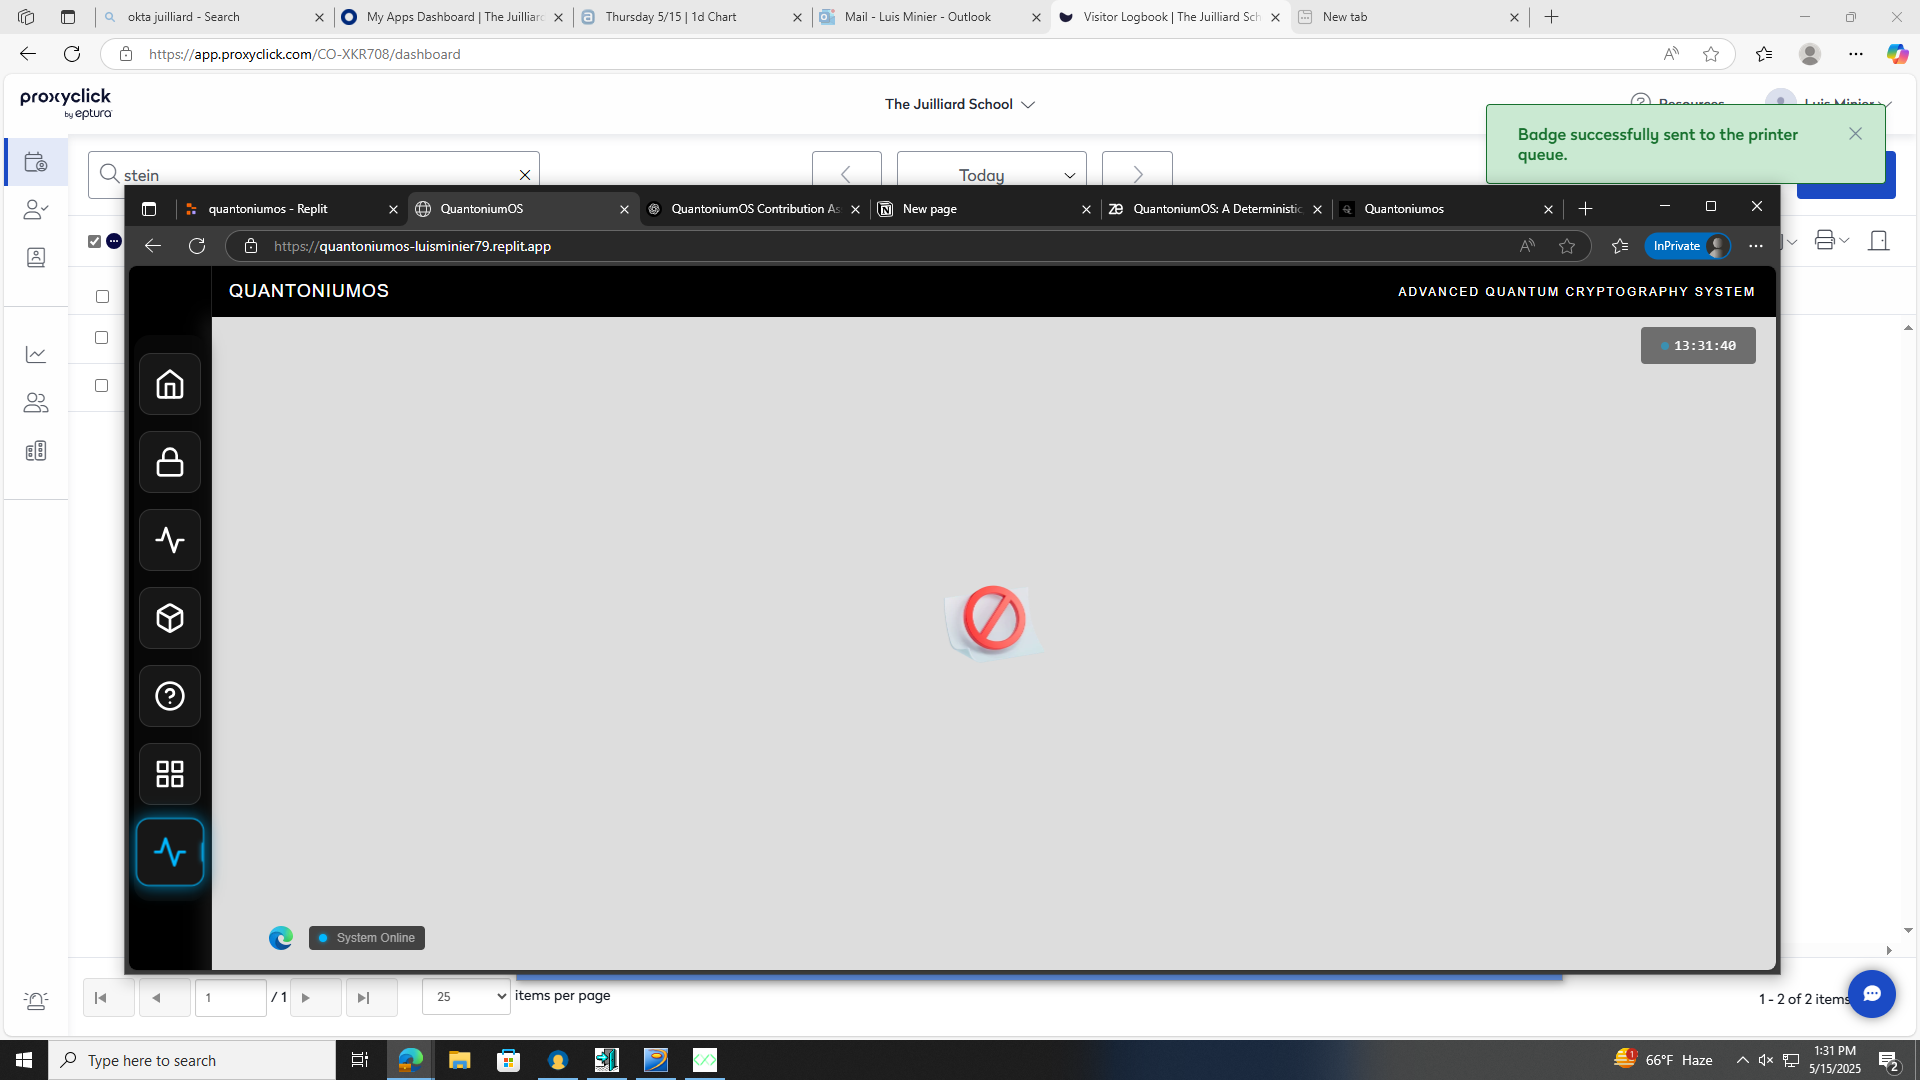 okta juilliard - Search
My Apps Dashboard | The Juilliard
Thursday 5/15 | 1d Chart
Mail - Luis Minier - Outlook
Visitor Logbook | The Juilliard Sch
New tab
https://app.proxyclick.com/CO-XKR708/dashboard
proxyclick
by eptura
The Juilliard School
Resources
Luis Minier
Badge successfully sent to the printer
queue.
stein
Today
quantoniumos - Replit
QuantoniumOS
QuantoniumOS Contribution As
New page
QuantoniumOS: A Deterministic
Quantoniumos
https://quantoniumos-luisminier79.replit.app
InPrivate
QUANTONIUMOS
ADVANCED QUANTUM CRYPTOGRAPHY SYSTEM
13:31:40
System Online
1
/ 1
25
items per page
1 - 2 of 2 items
Type here to search
1
66°F Haze
1:31 PM
5/15/2025
2